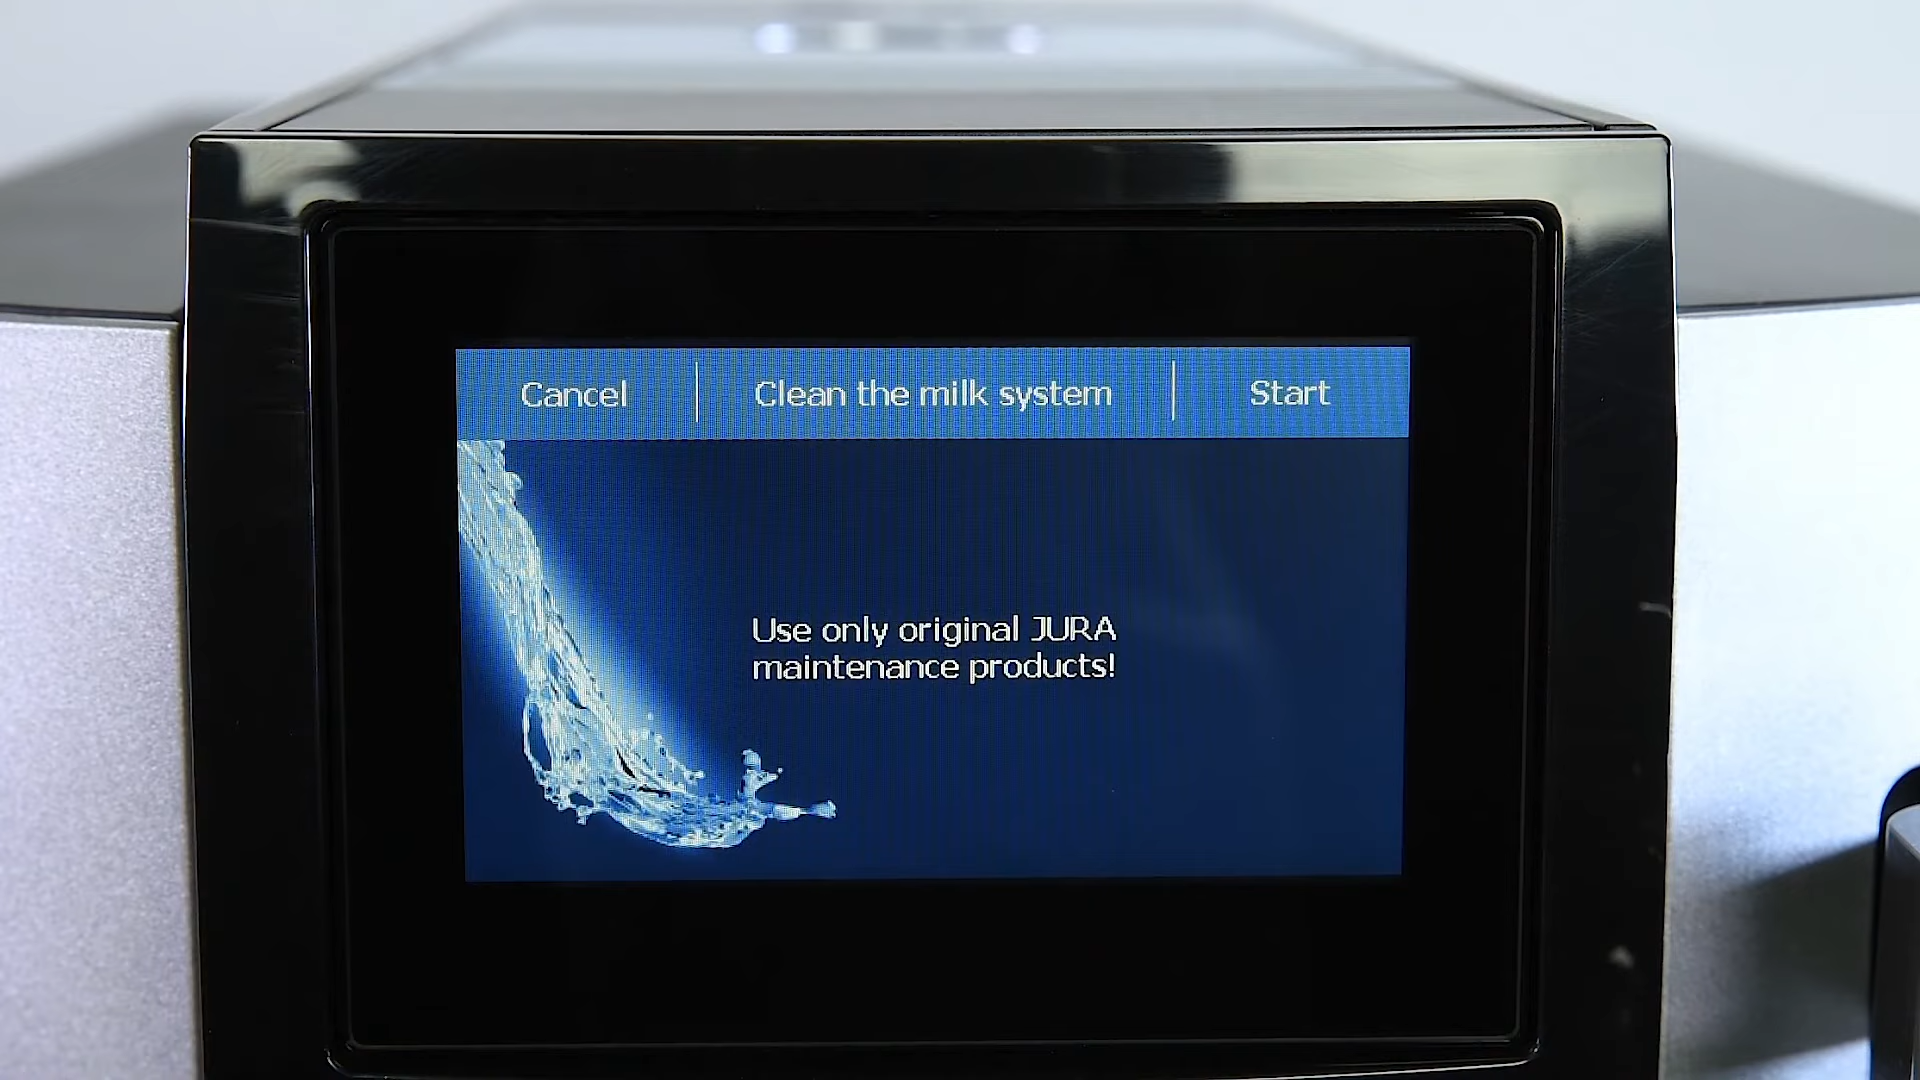 Cancel Clean the milk system Start
Use only original JURA
maintenance products!